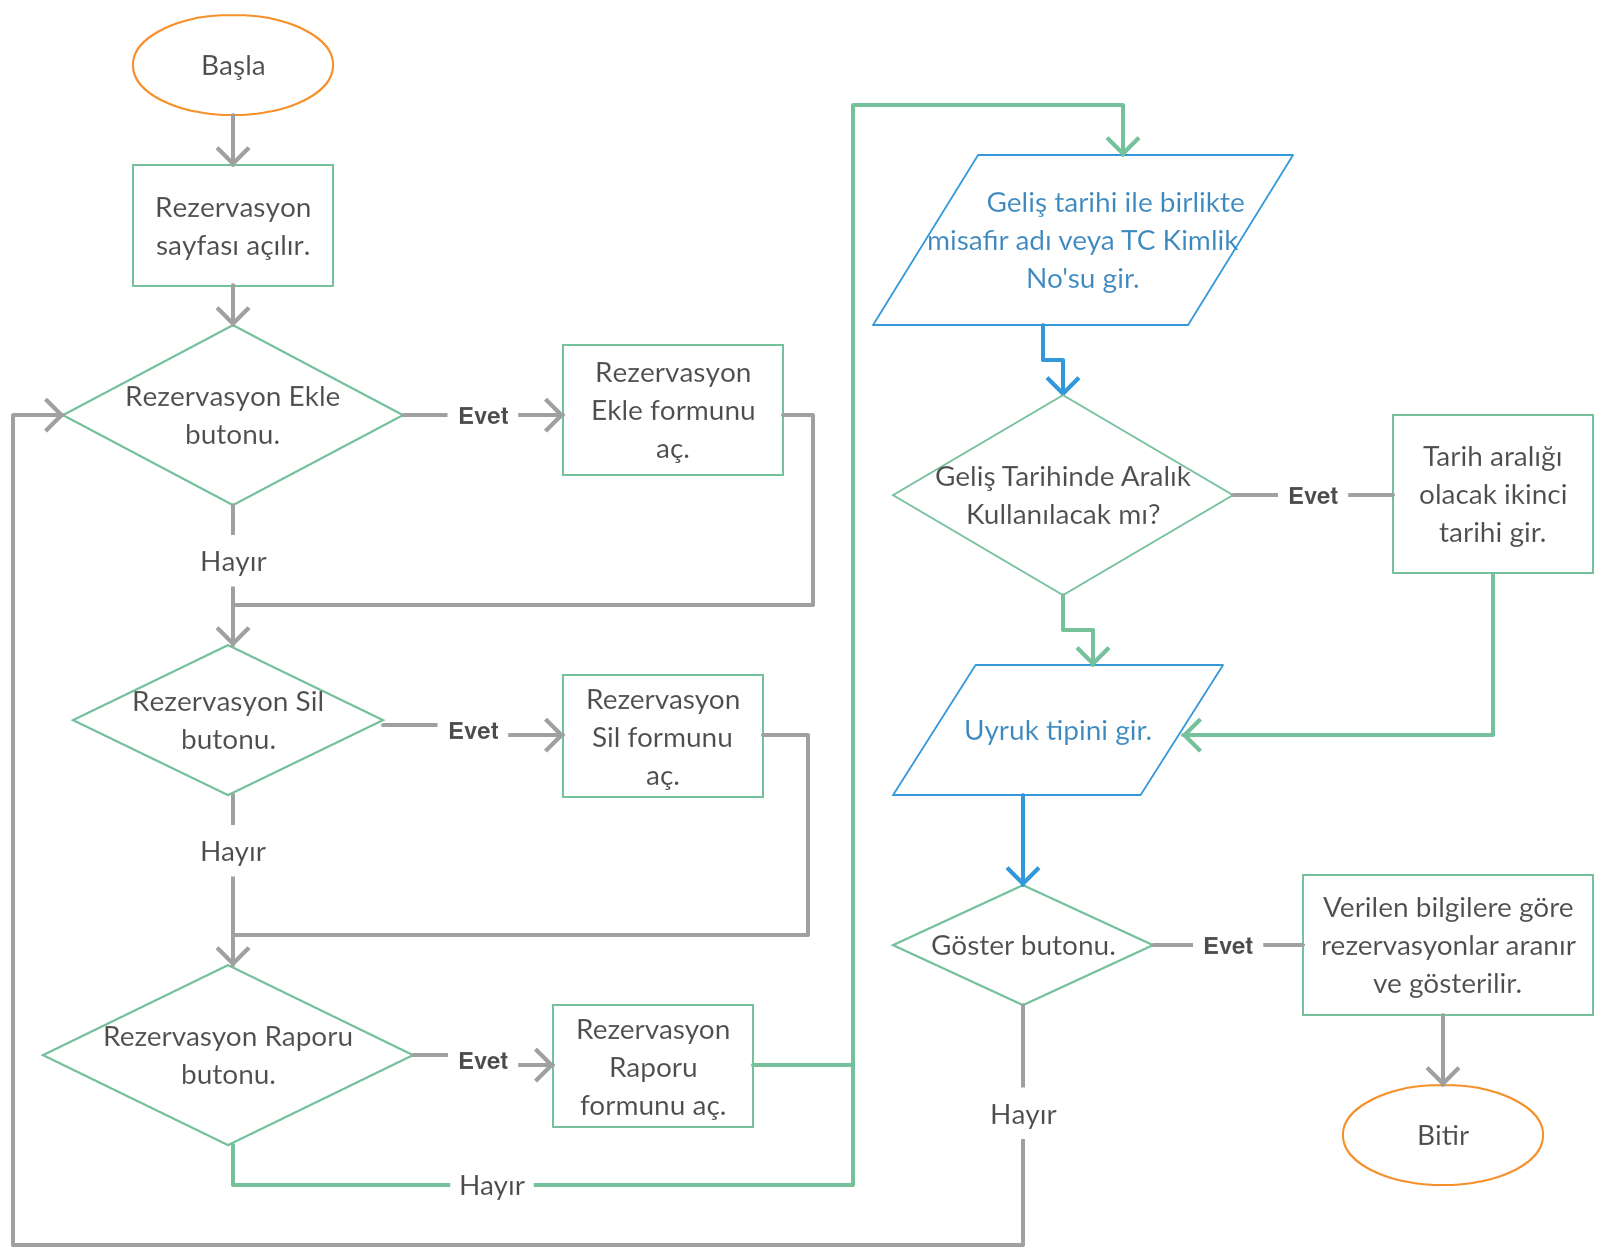 Başla
Rezervasyon
sayfası açılır.
Rezervasyon Ekle
butonu.
Evet
Rezervasyon
Ekle formunu
aç.
Hayır
Rezervasyon Sil
butonu.
Evet
Rezervasyon
Sil formunu
aç.
Hayır
Rezervasyon Raporu
butonu.
Evet
Rezervasyon
Raporu
formunu aç.
Hayır
Geliş tarihi ile birlikte
misafir adı veya TC Kimlik
No'su gir.
Geliş Tarihinde Aralık
Kullanılacak mı?
Evet
Tarih aralığı
olacak ikinci
tarihi gir.
Uyruk tipini gir.
Göster butonu.
Evet
Verilen bilgilere göre
rezervasyonlar aranır
ve gösterilir.
Hayır
Bitir